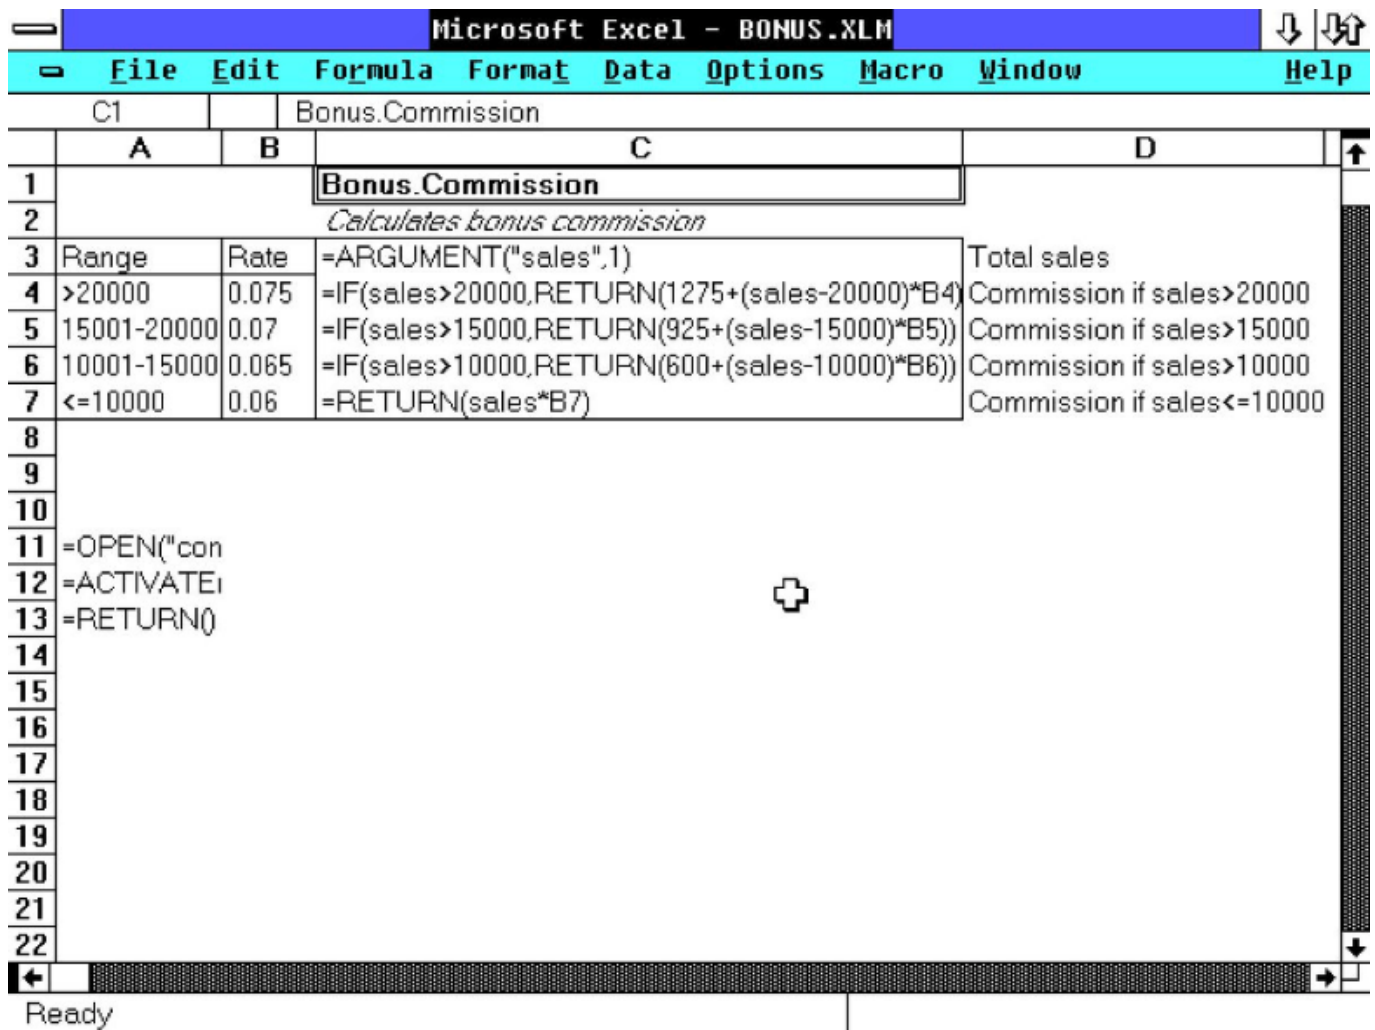 Microsoft Excel - BONUS.XLM
File Edit Formula Format Data Options Macro Window Help
C1 Bonus.Commission
A B C D
1 Bonus.Commission
2 Calculates bonus commission
3 Range Rate =ARGUMENT("sales",1) Total sales
4 >20000 0.075 =IF(sales>20000,RETURN(1275+(sales-20000)*B4) Commission if sales>20000
5 15001-20000 0.07 =IF(sales>15000,RETURN(925+(sales-15000)*B5)) Commission if sales>15000
6 10001-15000 0.065 =IF(sales>10000,RETURN(600+(sales-10000)*B6)) Commission if sales>10000
7 <=10000 0.06 =RETURN(sales*B7) Commission if sales<=10000
8
9
10
11 =OPEN("con
12 =ACTIVATE
13 =RETURN()
14
15
16
17
18
19
20
21
22
Ready